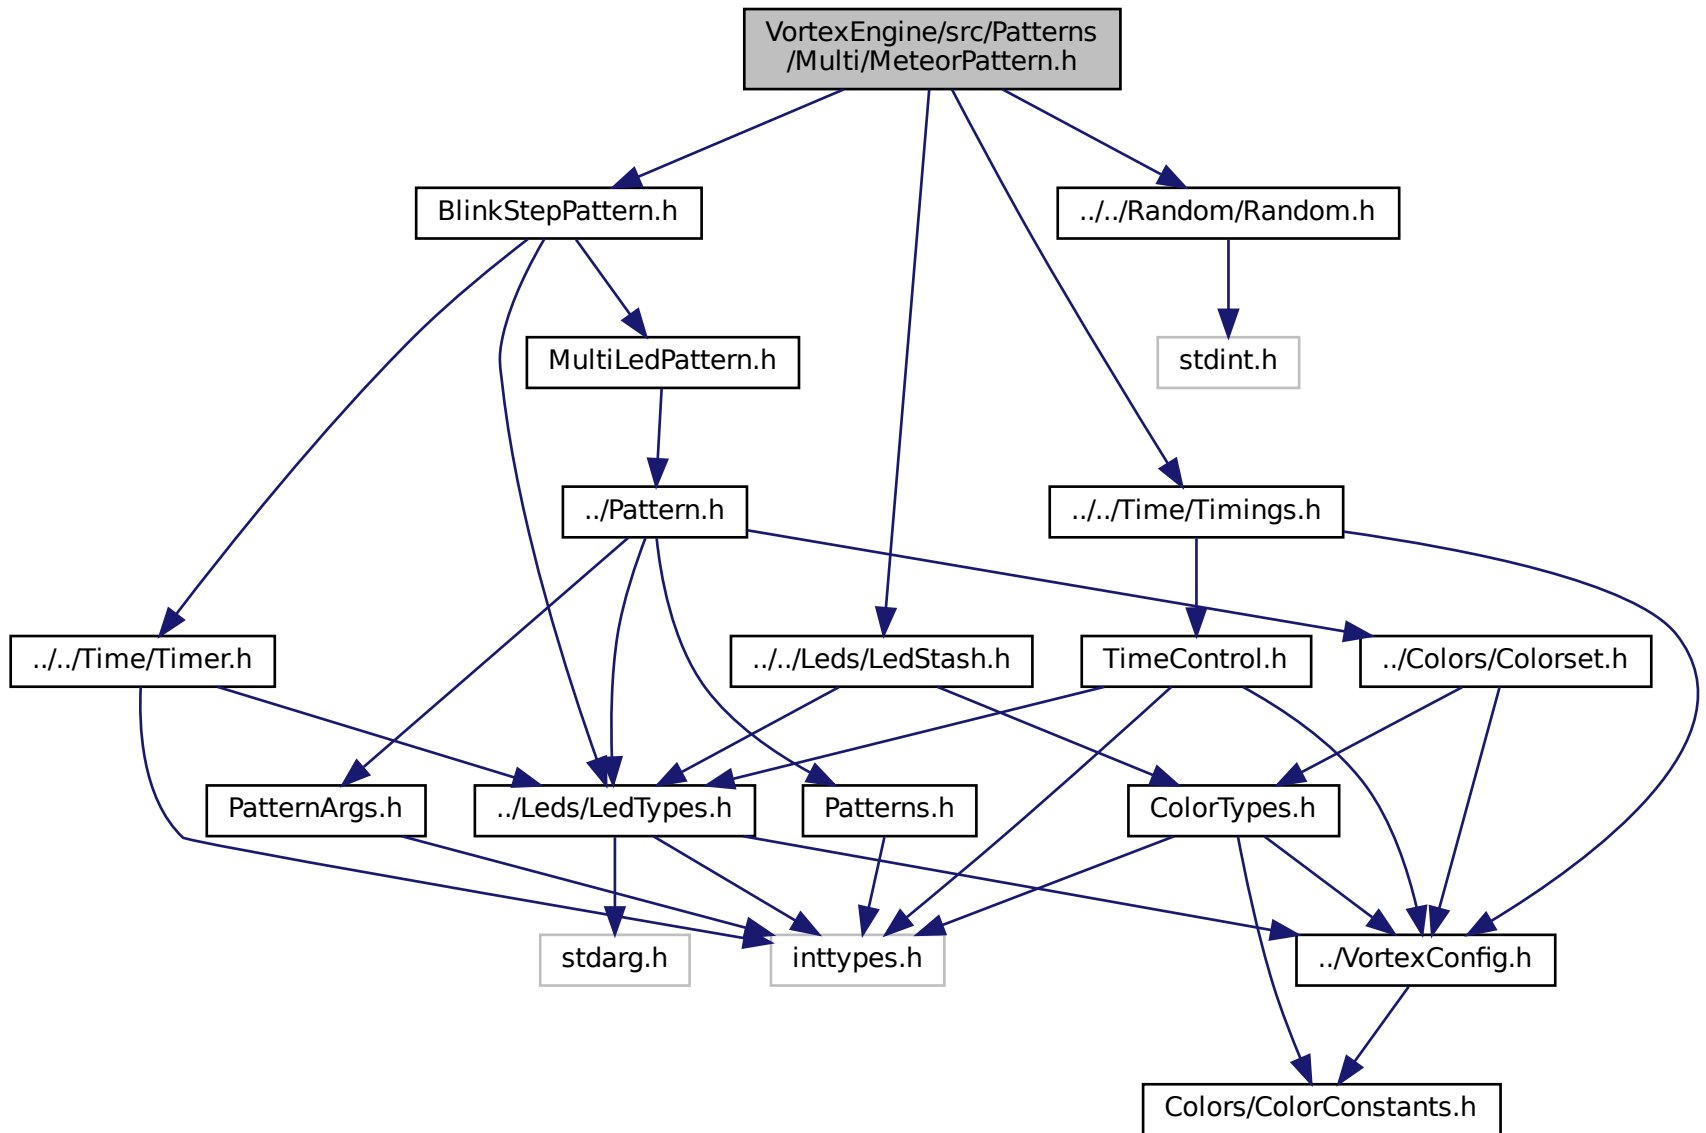 VortexEngine/src/Patterns
/Multi/MeteorPattern.h
BlinkStepPattern.h
../../Random/Random.h
MultiLedPattern.h
stdint.h
../Pattern.h
../../Time/Timings.h
../../Time/Timer.h
../../Leds/LedStash.h
TimeControl.h
../Colors/Colorset.h
PatternArgs.h
../Leds/LedTypes.h
Patterns.h
ColorTypes.h
stdarg.h
inttypes.h
../VortexConfig.h
Colors/ColorConstants.h